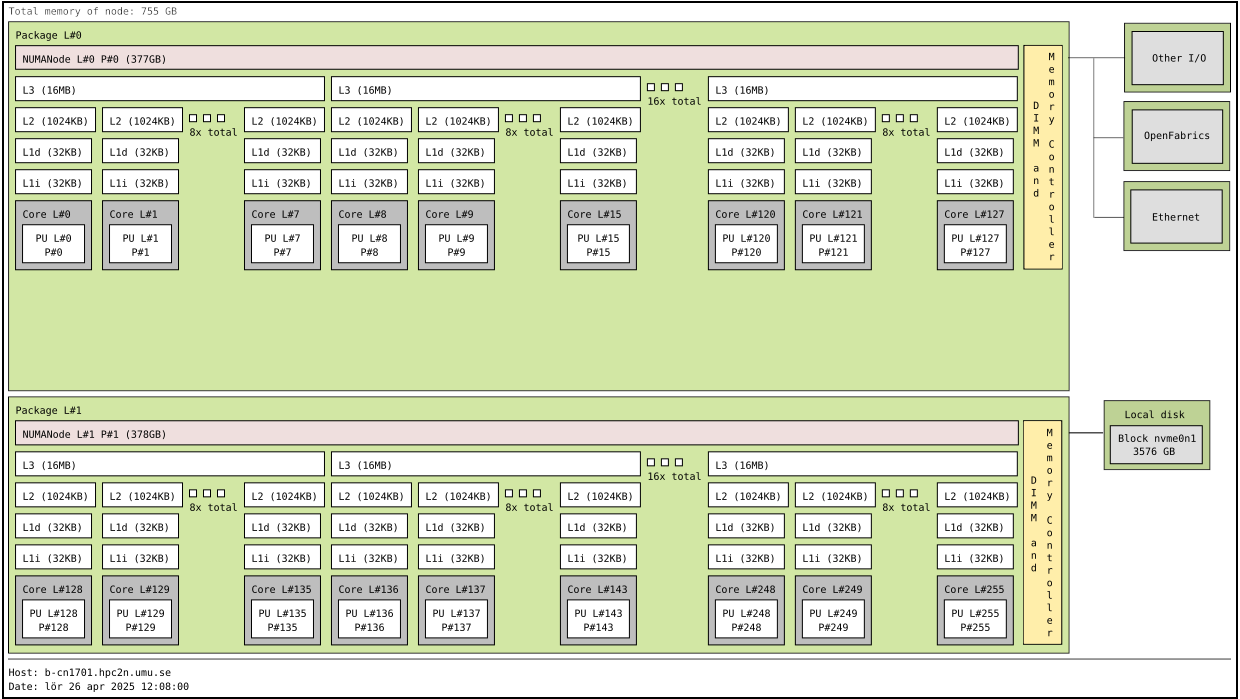 Total memory of node: 755 GB
Package L#0
NUMANode L#0 P#0 (377GB)
L3 (16MB) L3 (16MB) 16x total L3 (16MB)
L2 (1024KB) L2 (1024KB) 8x total L2 (1024KB) L2 (1024KB) L2 (1024KB) 8x total L2 (1024KB) L2 (1024KB) L2 (1024KB) 8x total L2 (1024KB)
L1d (32KB) L1d (32KB) L1d (32KB) L1d (32KB) L1d (32KB) L1d (32KB) L1d (32KB) L1d (32KB) L1d (32KB)
L1i (32KB) L1i (32KB) L1i (32KB) L1i (32KB) L1i (32KB) L1i (32KB) L1i (32KB) L1i (32KB) L1i (32KB)
Core L#0 Core L#1 Core L#7 Core L#8 Core L#9 Core L#15 Core L#120 Core L#121 Core L#127
PU L#0 PU L#1 PU L#7 PU L#8 PU L#9 PU L#15 PU L#120 PU L#121 PU L#127
P#0 P#1 P#7 P#8 P#9 P#15 P#120 P#121 P#127
DIMM and
Memory Controller
Other I/O
OpenFabrics
Ethernet
Package L#1
NUMANode L#1 P#1 (378GB)
L3 (16MB) L3 (16MB) 16x total L3 (16MB)
L2 (1024KB) L2 (1024KB) 8x total L2 (1024KB) L2 (1024KB) L2 (1024KB) 8x total L2 (1024KB) L2 (1024KB) L2 (1024KB) 8x total L2 (1024KB)
L1d (32KB) L1d (32KB) L1d (32KB) L1d (32KB) L1d (32KB) L1d (32KB) L1d (32KB) L1d (32KB) L1d (32KB)
L1i (32KB) L1i (32KB) L1i (32KB) L1i (32KB) L1i (32KB) L1i (32KB) L1i (32KB) L1i (32KB) L1i (32KB)
Core L#128 Core L#129 Core L#135 Core L#136 Core L#137 Core L#143 Core L#248 Core L#249 Core L#255
PU L#128 PU L#129 PU L#135 PU L#136 PU L#137 PU L#143 PU L#248 PU L#249 PU L#255
P#128 P#129 P#135 P#136 P#137 P#143 P#248 P#249 P#255
DIMM and
Memory Controller
Local disk
Block nvme0n1
3576 GB
Host: b-cn1701.hpc2n.umu.se
Date: lör 26 apr 2025 12:08:00